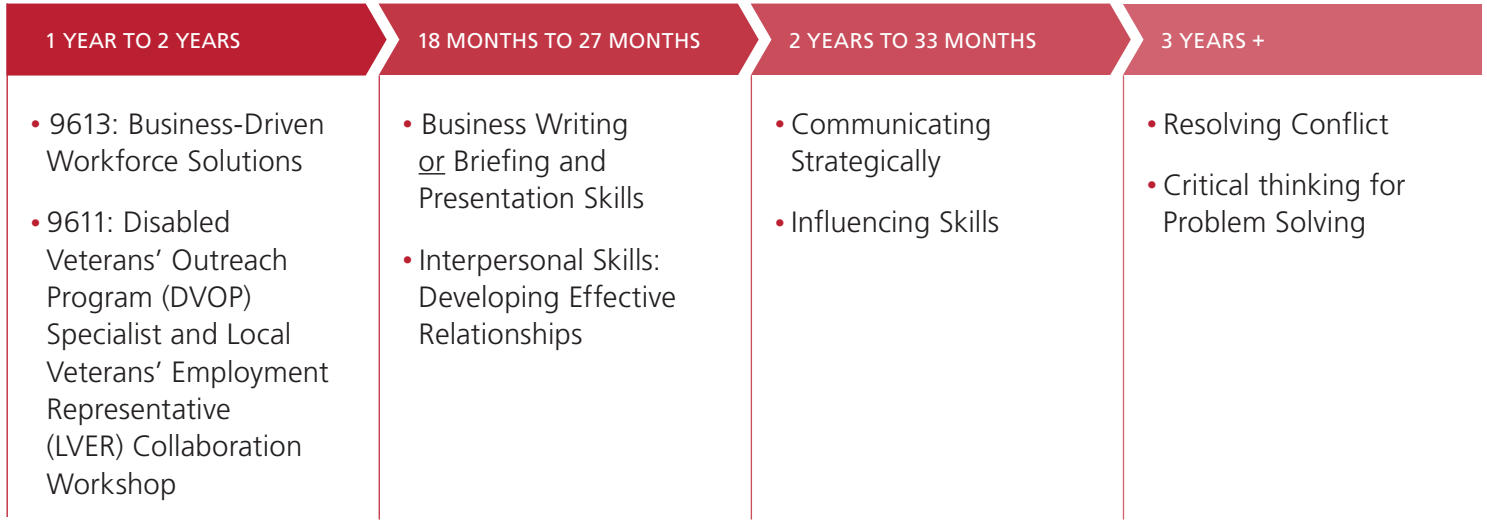 1 YEAR TO 2 YEARS
• 9613: Business-Driven
Workforce Solutions
• 9611: Disabled
Veterans’ Outreach
Program (DVOP)
Specialist and Local
Veterans’ Employment
Representative
(LVER) Collaboration
Workshop
18 MONTHS TO 27 MONTHS
• Business Writing
or Briefing and
Presentation Skills
• Interpersonal Skills:
Developing Effective
Relationships
2 YEARS TO 33 MONTHS
• Communicating
Strategically
• Influencing Skills
3 YEARS +
• Resolving Conflict
• Critical thinking for
Problem Solving